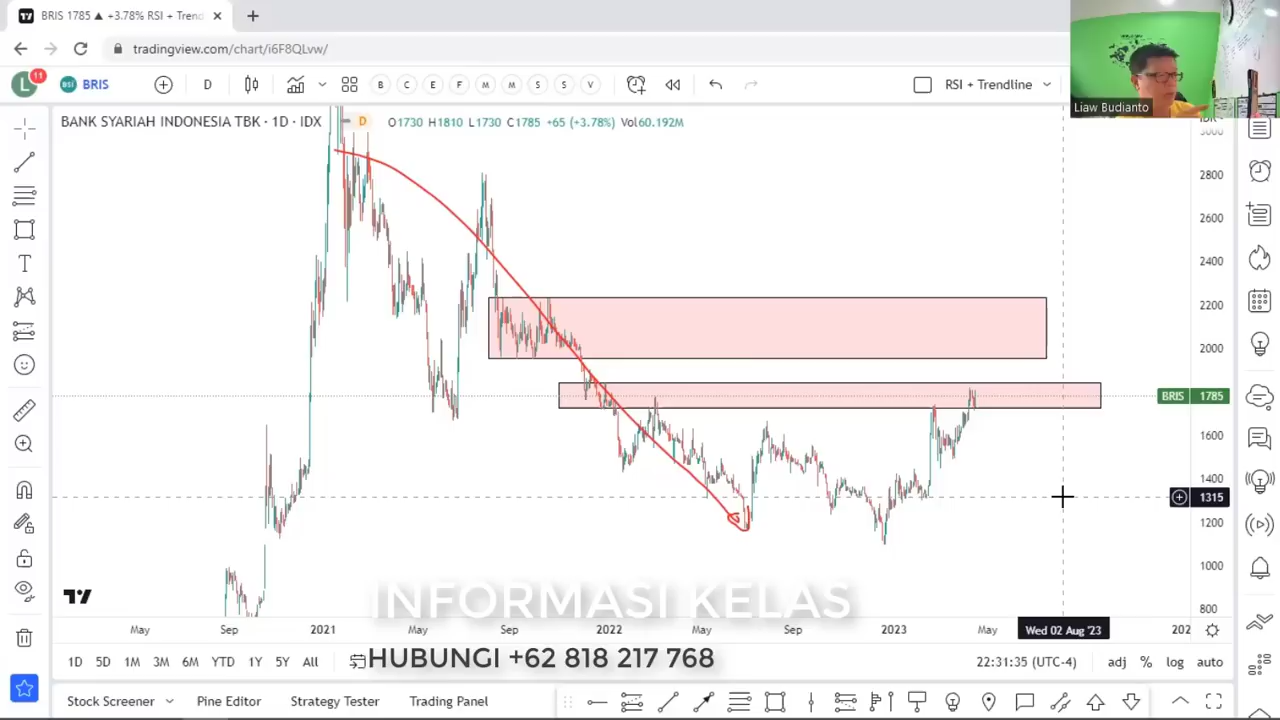 BRIS 1785 ▲ +3.78% RSI + Trend
tradingview.com/chart/i6F8QLvw/
L 11 BRIS D B C E F M M S S V RSI + Trendline
Liaw Budianto
BANK SYARIAH INDONESIA TBK · 1D · IDX D O1730 H1810 L1730 C1785 +65 (+3.78%) Vol60.192M
3000
2800
2600
2400
2200
2000
BRIS 1785
1600
1400
1315
1200
1000
800
INFORMASI KELAS
May Sep 2021 May Sep 2022 May Sep 2023 May Wed 02 Aug '23 202
1D 5D 1M 3M 6M YTD 1Y 5Y All 22:31:35 (UTC-4) adj % log auto
HUBUNGI +62 818 217 768
Stock Screener Pine Editor Strategy Tester Trading Panel